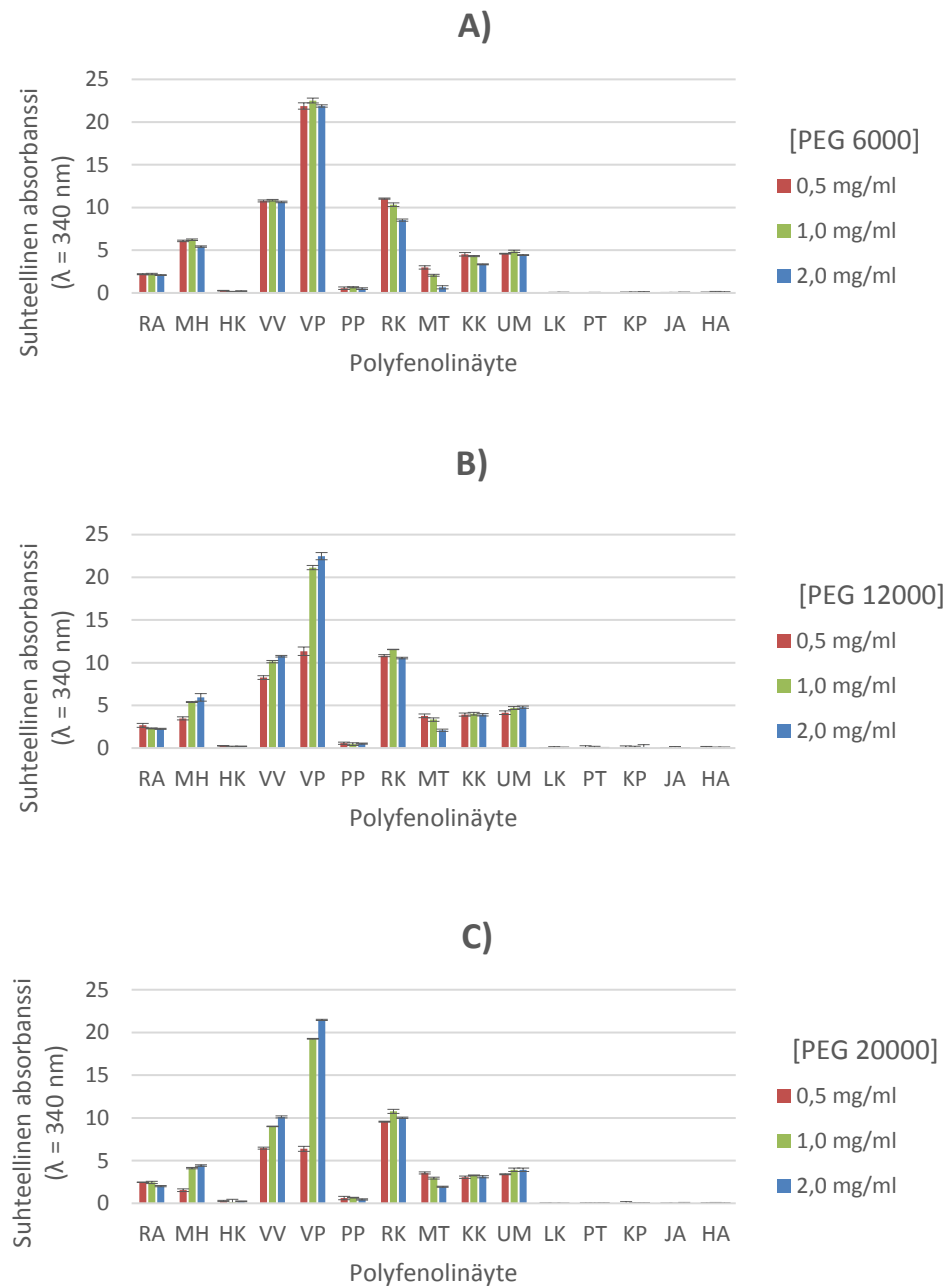 A)
Suhteellinen absorbanssi
(λ = 340 nm)
25
20
15
10
5
0
RA MH HK VV VP PP RK MT KK UM LK PT KP JA HA
Polyfenolinäyte
[PEG 6000]
0,5 mg/ml
1,0 mg/ml
2,0 mg/ml
B)
Suhteellinen absorbanssi
(λ = 340 nm)
25
20
15
10
5
0
RA MH HK VV VP PP RK MT KK UM LK PT KP JA HA
Polyfenolinäyte
[PEG 12000]
0,5 mg/ml
1,0 mg/ml
2,0 mg/ml
C)
Suhteellinen absorbanssi
(λ = 340 nm)
25
20
15
10
5
0
RA MH HK VV VP PP RK MT KK UM LK PT KP JA HA
Polyfenolinäyte
[PEG 20000]
0,5 mg/ml
1,0 mg/ml
2,0 mg/ml